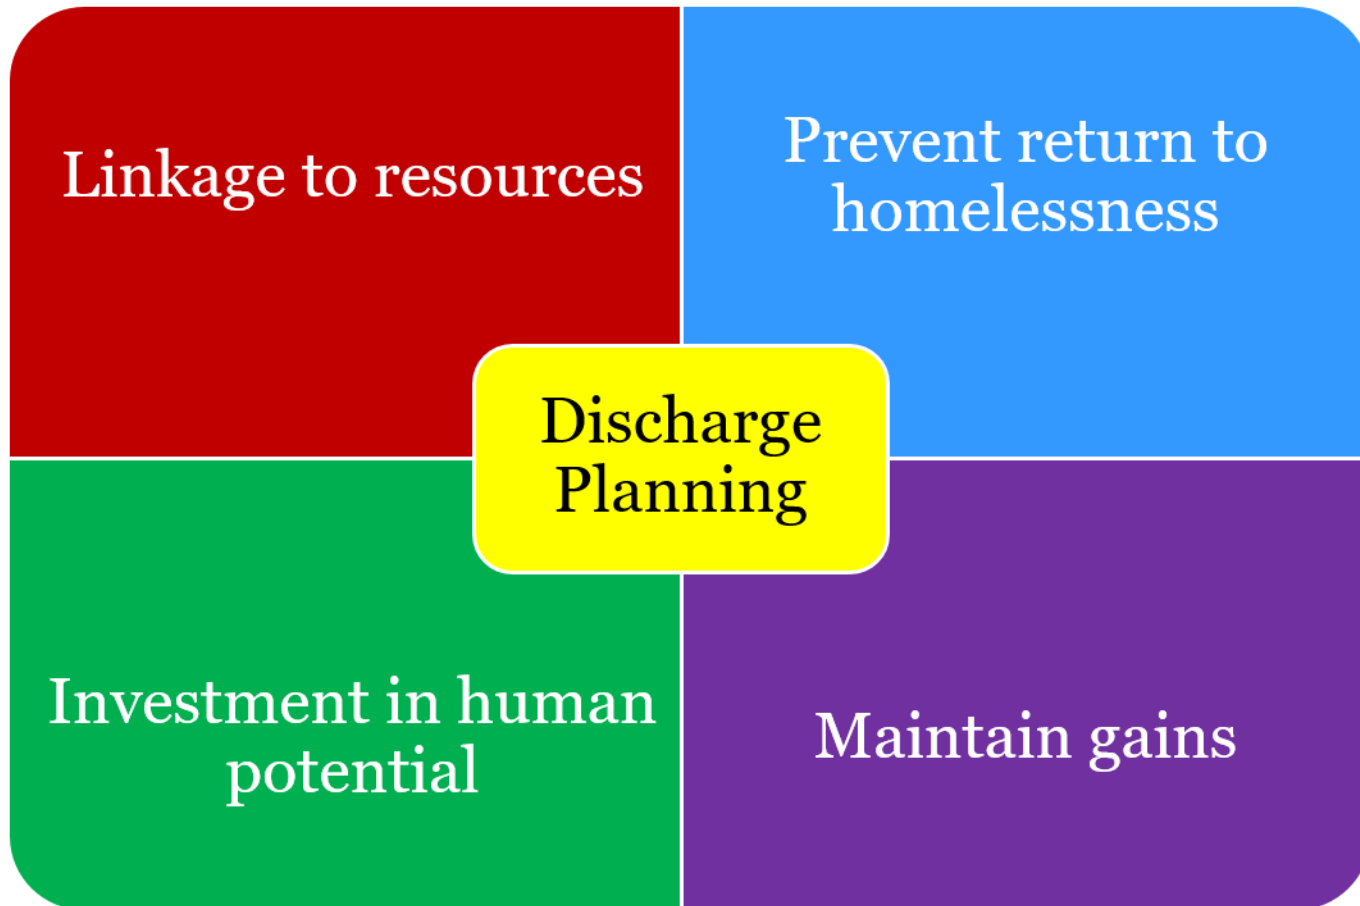 Linkage to resources
Prevent return to
homelessness
Discharge
Planning
Investment in human
potential
Maintain gains